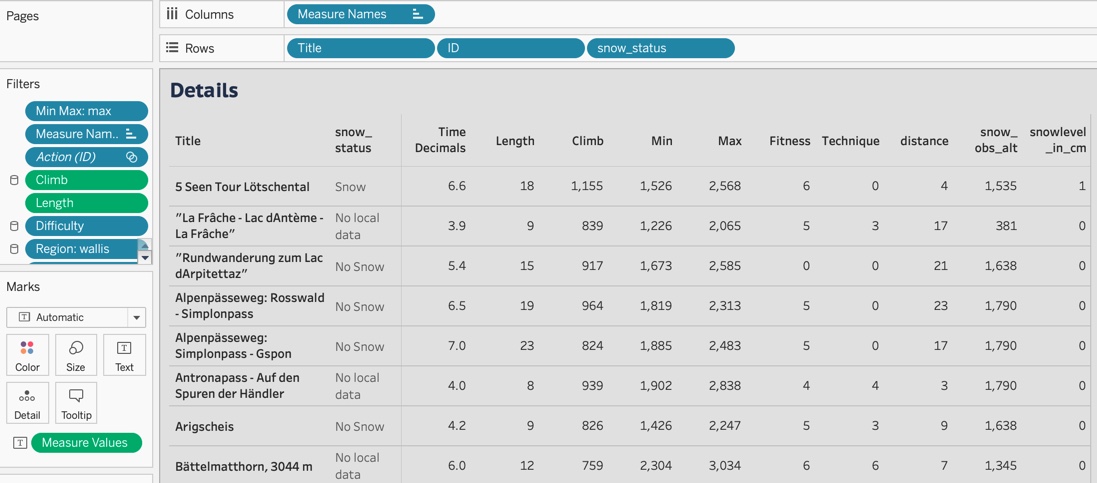 Pages
Columns
Measure Names
Rows
Title
ID
snow_status
Filters
Min Max: max
Measure Nam..
Action (ID)
Climb
Length
Difficulty
Region: wallis
Marks
Automatic
Color
Size
Text
Detail
Tooltip
Measure Values
Details
Title
snow_
status
Time
Decimals
Length
Climb
Min
Max
Fitness
Technique
distance
snow_
obs_alt
snowlevel
_in_cm
5 Seen Tour Lötschental Snow 6.6 18 1,155 1,526 2,568 6 0 4 1,535 1
"La Frâche - Lac dAntème -
La Frâche"
No local
data
3.9 9 839 1,226 2,065 5 3 17 381 0
"Rundwanderung zum Lac
dArpitettaz"
No Snow 5.4 15 917 1,673 2,585 0 0 21 1,638 0
Alpenpässeweg: Rosswald
- Simplonpass
No Snow 6.5 19 964 1,819 2,313 5 0 23 1,790 0
Alpenpässeweg:
Simplonpass - Gspon
No Snow 7.0 23 824 1,885 2,483 5 0 17 1,790 0
Antronapass - Auf den
Spuren der Händler
No local
data
4.0 8 939 1,902 2,838 4 4 3 1,790 0
Arigscheis No Snow 4.2 9 826 1,426 2,247 5 3 9 1,638 0
Bättelmatthorn, 3044 m
No local
data
6.0 12 759 2,304 3,034 6 6 7 1,345 0